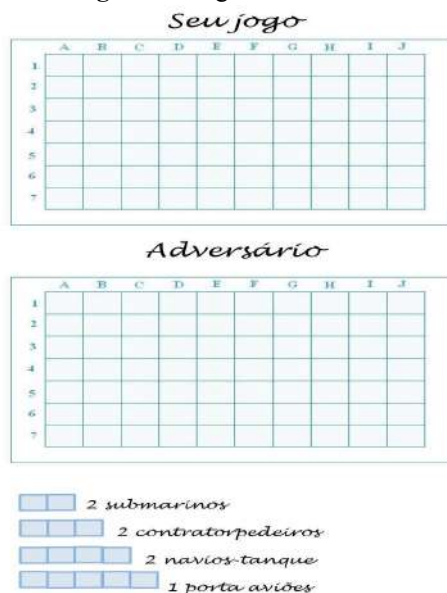 Seu jogo
A B C D E F G H I J
1
2
3
4
5
6
7
Adversário
A B C D E F G H I J
1
2
3
4
5
6
7
2 submarinos
2 contratorpedeiros
2 navios-tanque
1 porta aviões